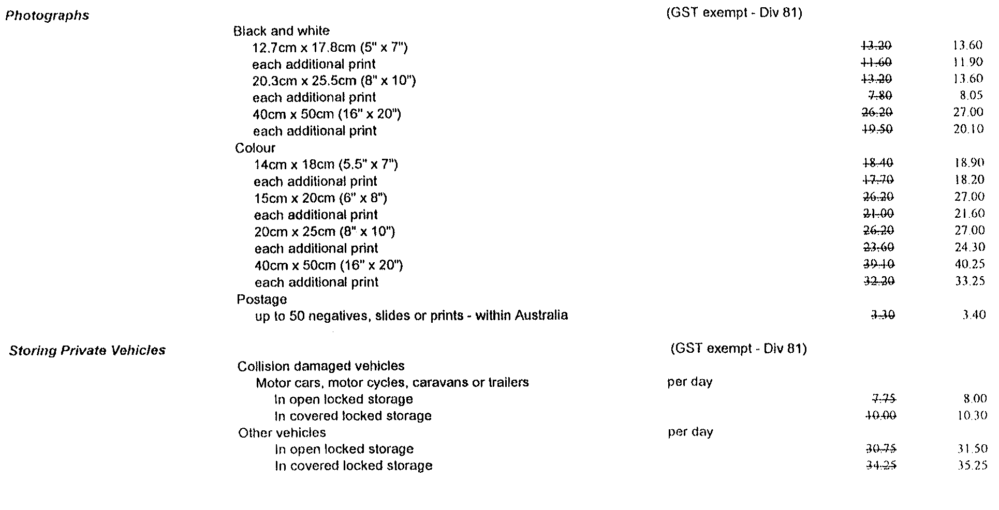 Photographs (GST exempt - Div 81)
Black and white
12.7cm x 17.8cm (5" x 7") 13.20 13.60
each additional print 11.60 11.90
20.3cm x 25.5cm (8" x 10") 13.20 13.60
each additional print 7.80 8.05
40cm x 50cm (16" x 20") 26.20 27.00
each additional print 19.50 20.10
Colour
14cm x 18cm (5.5" x 7") 18.40 18.90
each additional print 17.70 18.20
15cm x 20cm (6" x 8") 26.20 27.00
each additional print 21.00 21.60
20cm x 25cm (8" x 10") 26.20 27.00
each additional print 23.60 24.30
40cm x 50cm (16" x 20") 39.10 40.25
each additional print 32.20 33.25
Postage
up to 50 negatives, slides or prints - within Australia 3.30 3.40
Storing Private Vehicles (GST exempt - Div 81)
Collision damaged vehicles
Motor cars, motor cycles, caravans or trailers per day
In open locked storage 7.75 8.00
In covered locked storage 10.00 10.30
Other vehicles per day
In open locked storage 30.75 31.50
In covered locked storage 34.25 35.25